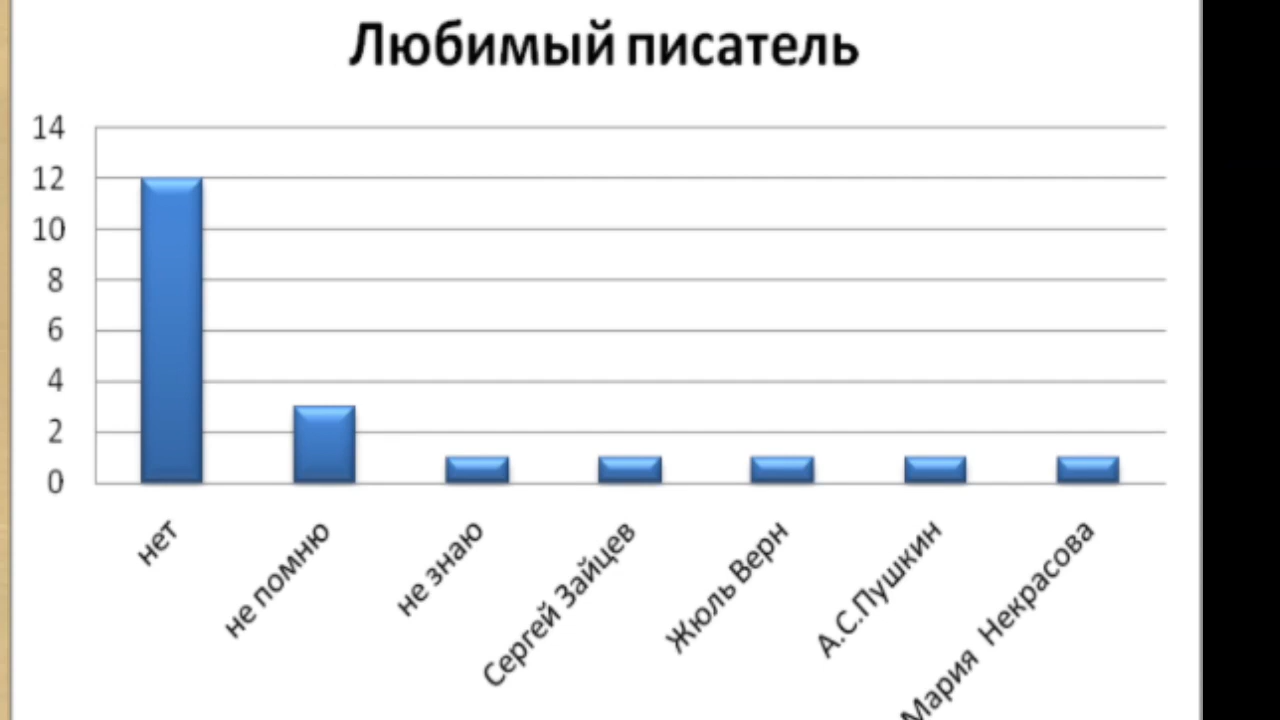 Любимый писатель
14
12
10
8
6
4
2
0
нет
не помню
не знаю
Сергей Зайцев
Жюль Верн
А.С.Пушкин
Мария Некрасова